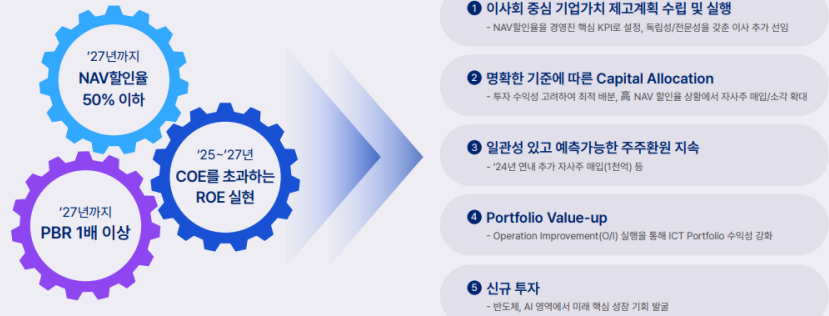 ‘27년까지
NAV할인율
50% 이하
‘25~’27년
COE를 초과하는
ROE 실현
‘27년까지
PBR 1배 이상
1 이사회 중심 기업가치 제고계획 수립 및 실행
- NAV할인율을 경영진 핵심 KPI로 설정, 독립성/전문성을 갖춘 이사 추가 선임
2 명확한 기준에 따른 Capital Allocation
- 투자 수익성 고려하여 최적 배분, 高 NAV 할인율 상황에서 자사주 매입/소각 확대
3 일관성 있고 예측가능한 주주환원 지속
- ‘24년 연내 추가 자사주 매입(1천억) 등
4 Portfolio Value-up
- Operation Improvement(O/I) 실행을 통해 ICT Portfolio 수익성 강화
5 신규 투자
- 반도체, AI 영역에서 미래 핵심 성장 기회 발굴